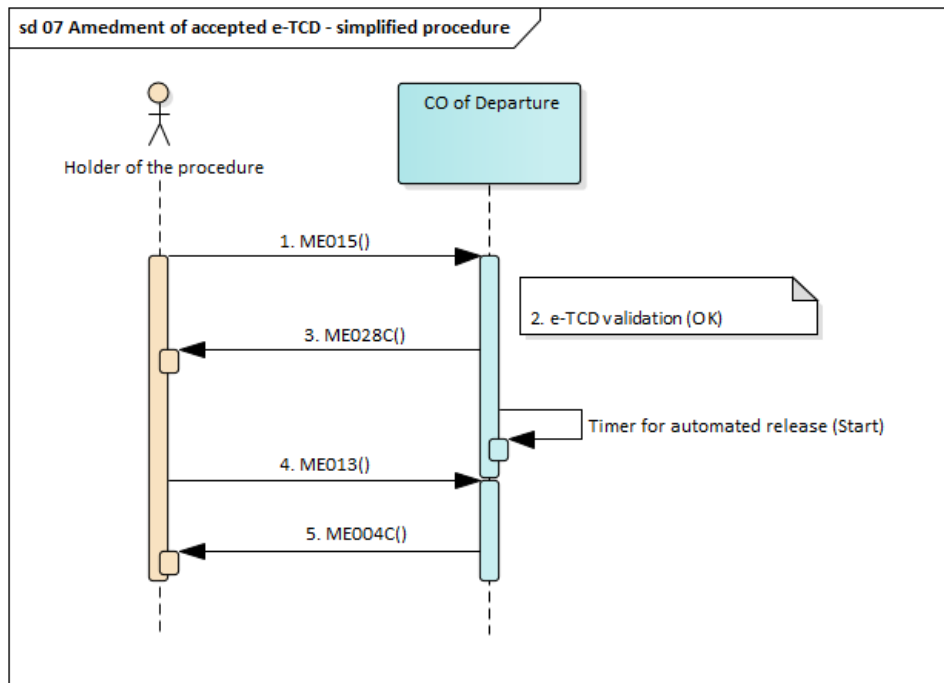 sd 07 Amedment of accepted e-TCD - simplified procedure
CO of Departure
Holder of the procedure
1. ME015()
2. e-TCD validation (OK)
3. ME028C()
Timer for automated release (Start)
4. ME013()
5. ME004C()